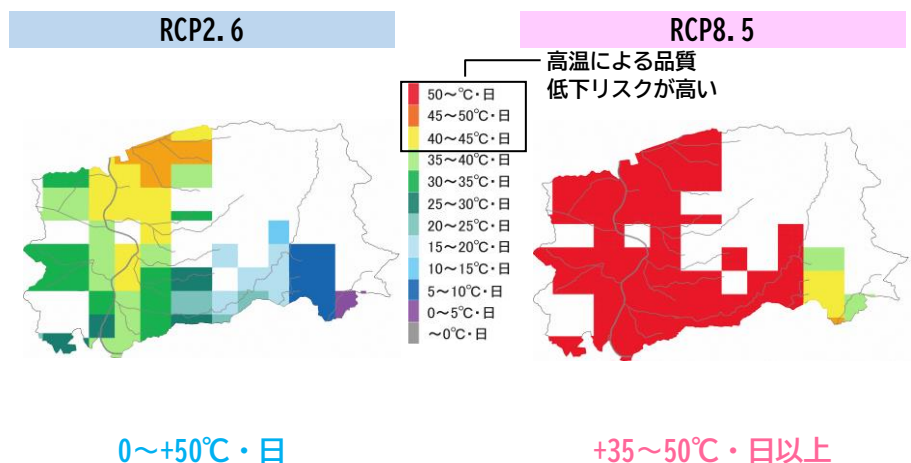 RCP2.6
RCP8.5
高温による品質
低下リスクが高い
50～℃・日
45～50℃・日
40～45℃・日
35～40℃・日
30～35℃・日
25～30℃・日
20～25℃・日
15～20℃・日
10～15℃・日
5～10℃・日
0～5℃・日
～0℃・日
0～+50℃・日
+35～50℃・日以上